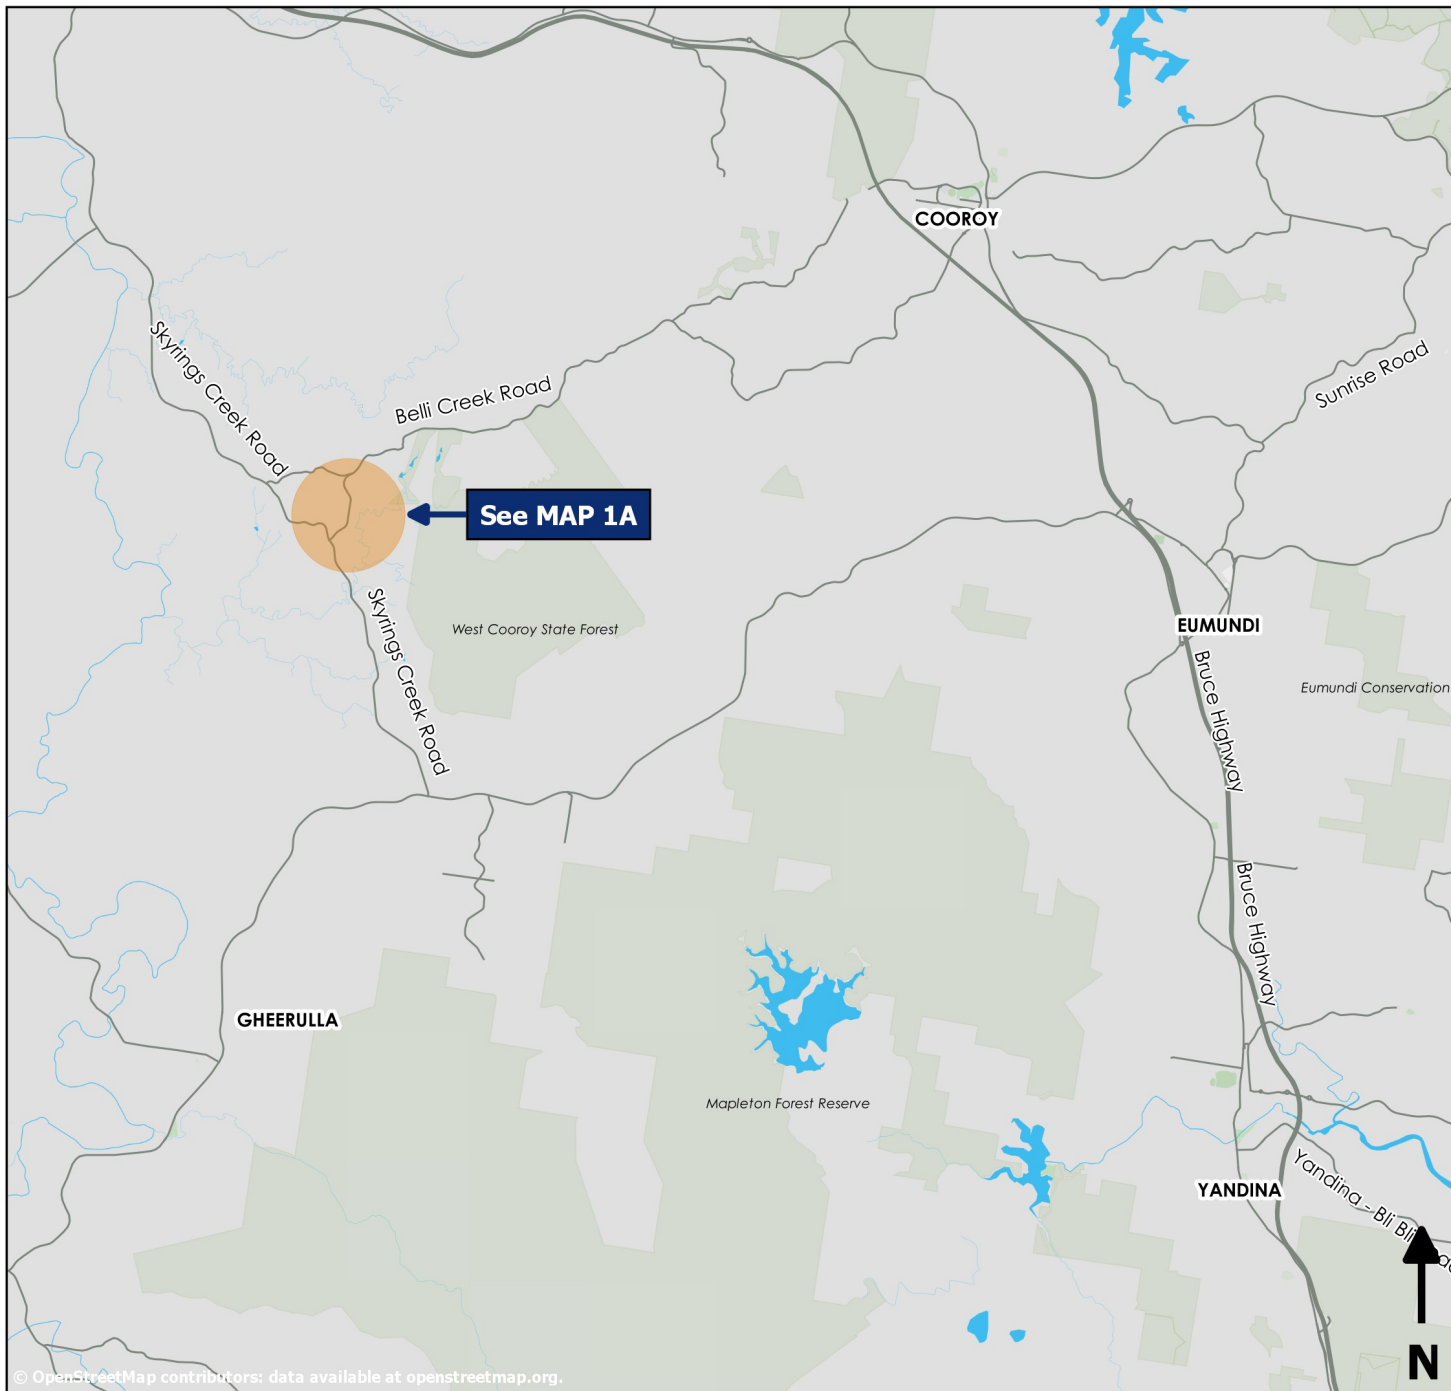 COOROY
Skyrings Creek Road
Belli Creek Road
Sunrise Road
See MAP 1A
Skyrings Creek Road
West Cooroy State Forest
EUMUNDI
Bruce Highway
Eumundi Conservation
Bruce Highway
GHEERULLA
Mapleton Forest Reserve
YANDINA
Yandina - Bli Bli
N
© OpenStreetMap contributors: data available at openstreetmap.org.